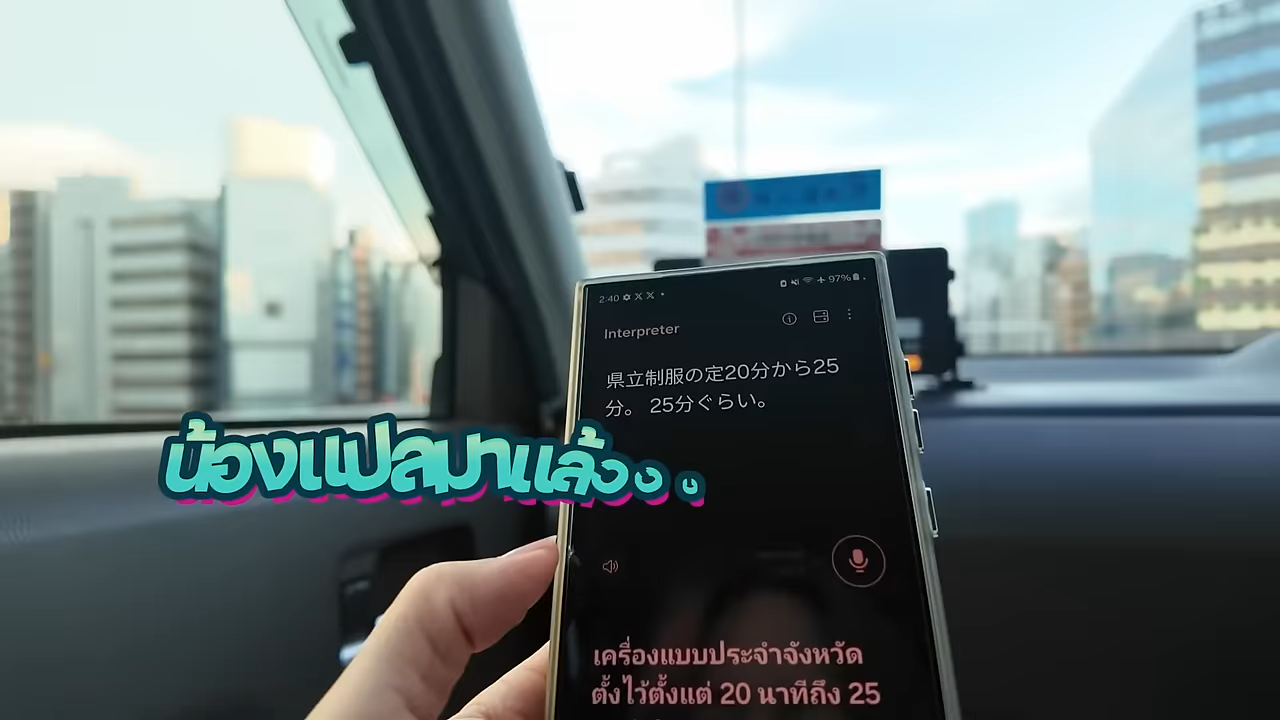 2:40
97%
Interpreter
県立制服の定20分から25
分。 25分ぐらい。
น้องแปลมาแล้ววว
เครื่องแบบประจำจังหวัด
ตั้งไว้ตั้งแต่ 20 นาทีถึง 25